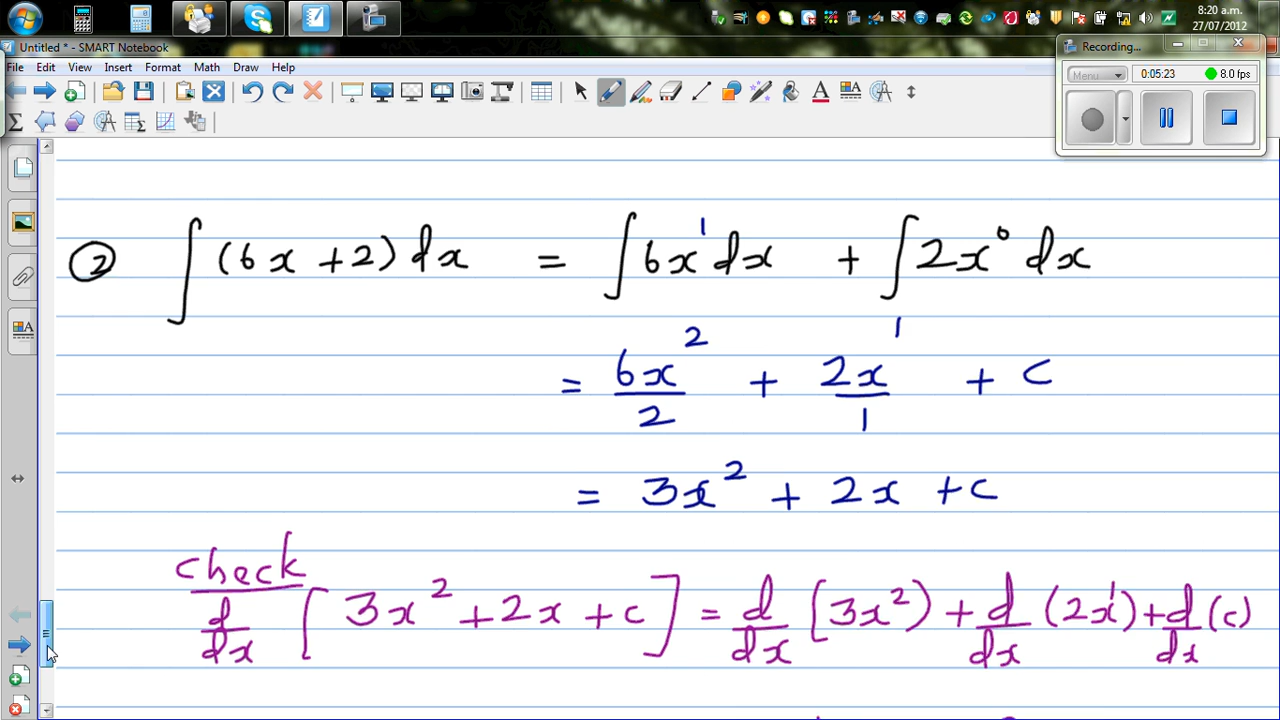 8:20 a.m.
27/07/2012
Untitled * - SMART Notebook
File Edit View Insert Format Math Draw Help
Recording...
Menu 0:05:23 8.0 fps
② ∫(6x + 2) dx = ∫6x¹ dx + ∫2x⁰ dx
= 6x²/2 + 2x¹/1 + c
= 3x² + 2x + c
check
d/dx [3x² + 2x + c] = d/dx [3x²) + d/dx (2x¹) + d/dx (c)